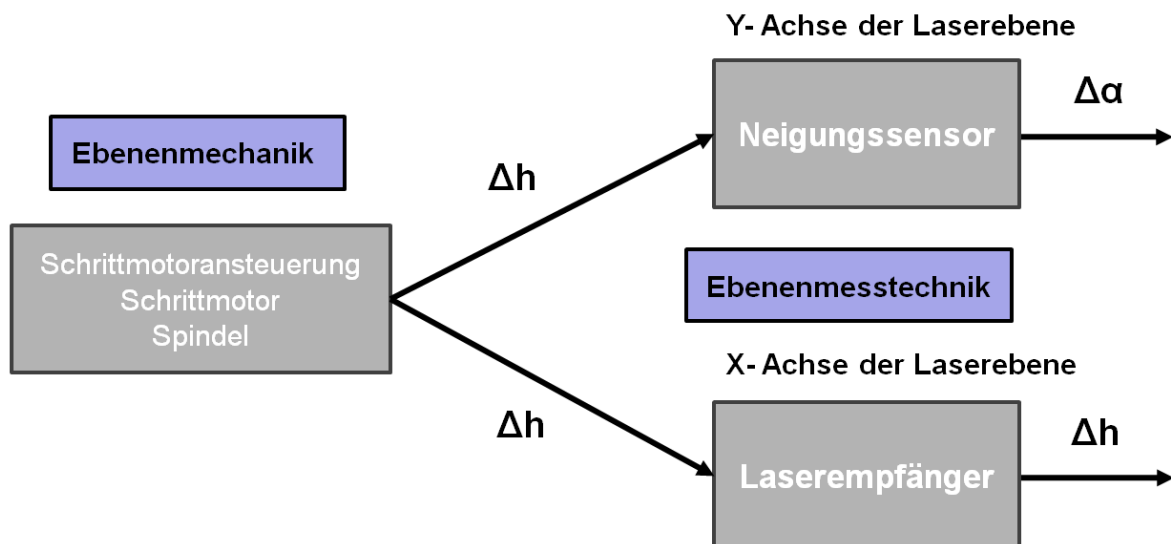 Y- Achse der Laserebene
Δα
Neigungssensor
Ebenenmechanik
Δh
Schrittmotoransteuerung
Schrittmotor
Spindel
Ebenenmesstechnik
X- Achse der Laserebene
Δh
Δh
Laserempfänger